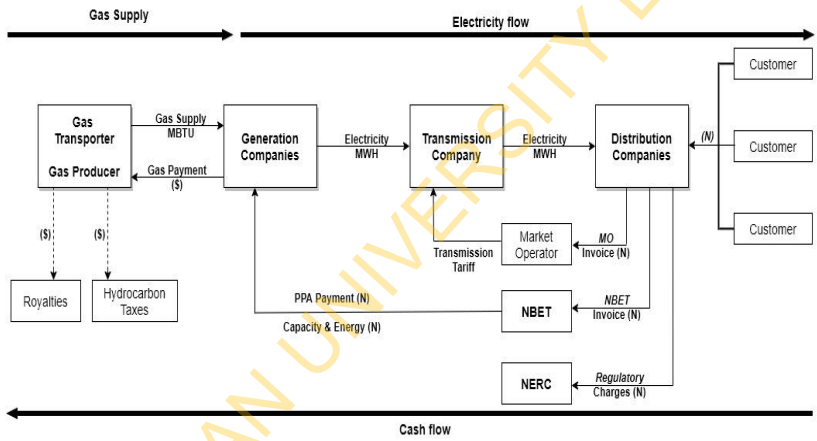 Gas Supply
Electricity flow
Gas
Transporter
Gas Producer
Gas Supply
MBTU
Gas Payment
($)
Generation
Companies
Electricity
MWH
Transmission
Company
Electricity
MWH
Distribution
Companies
(N)
Customer
Customer
Customer
($)
($)
Royalties
Hydrocarbon
Taxes
Transmission
Tariff
Market
Operator
MO
Invoice (N)
PPA Payment (N)
Capacity & Energy (N)
NBET
NBET
Invoice (N)
NERC
Regulatory
Charges (N)
Cash flow
AN UNIVERSITY